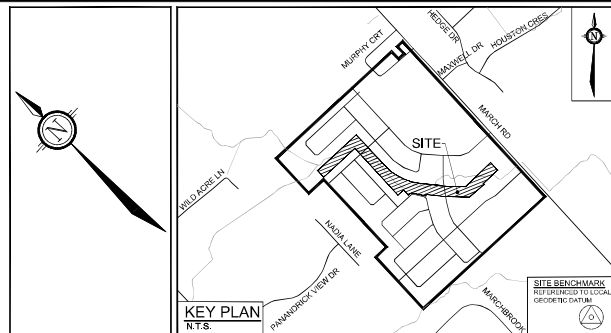 N
MURPHY CRT
HEDGE DR
MAXWELL DR
HOUSTON CRES
N
MARCH RD
SITE
WILD ACRE LN
NADIA LANE
PANANDRICK VIEW DR
MARCHBROOK
KEY PLAN
N.T.S.
SITE BENCHMARK
REFERENCED TO LOCAL
GEODETIC DATUM